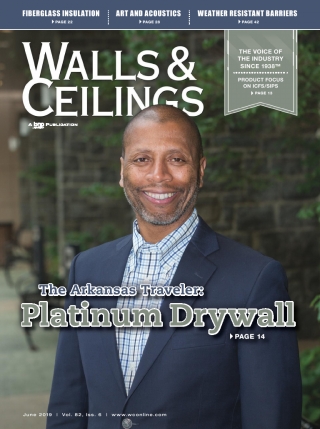 FIBERGLASS INSULATION
PAGE 22
ART AND ACOUSTICS
PAGE 28
WEATHER RESISTANT BARRIERS
PAGE 42
WALLS &
CEILINGS
A bnp PUBLICATION
THE VOICE OF
THE INDUSTRY
SINCE 1938™
PRODUCT FOCUS
ON ICFS/SIPS
PAGE 12
The Arkansas Traveler:
Platinum Drywall
PAGE 14
June 2019 | Vol. 82, Iss. 6 | www.wconline.com